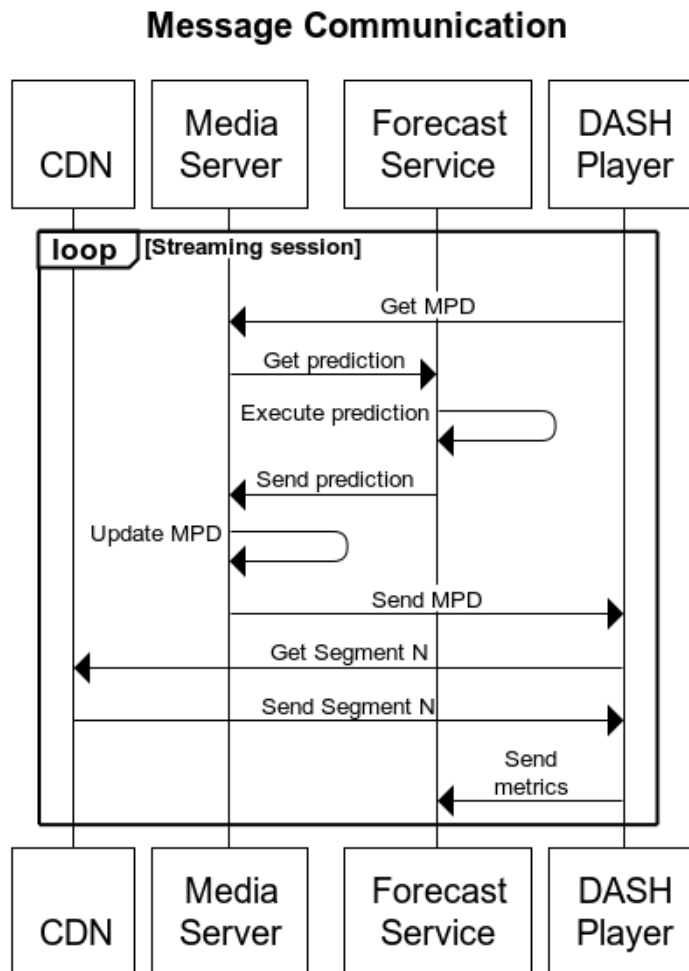 Message Communication
CDN
Media
Server
Forecast
Service
DASH
Player
loop
[Streaming session]
Get MPD
Get prediction
Execute prediction
Send prediction
Update MPD
Send MPD
Get Segment N
Send Segment N
Send
metrics
CDN
Media
Server
Forecast
Service
DASH
Player